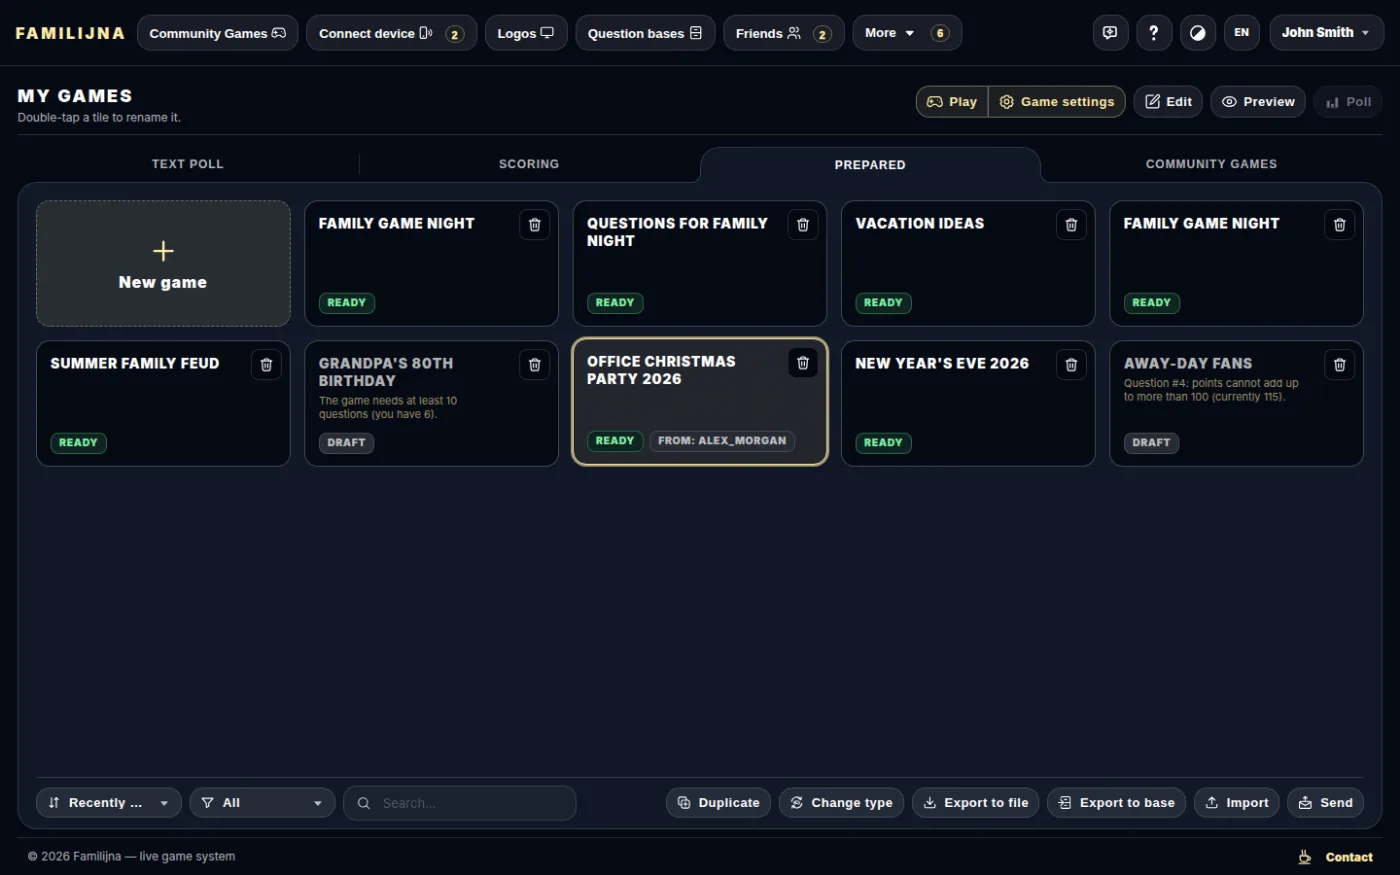 FAMILIJNA
Community Games
Connect device 2
Logos
Question bases
Friends 2
More 6
?
EN
John Smith
MY GAMES
Double-tap a tile to rename it.
Play
Game settings
Edit
Preview
Poll
TEXT POLL
SCORING
PREPARED
COMMUNITY GAMES
New game
FAMILY GAME NIGHT
READY
QUESTIONS FOR FAMILY
NIGHT
READY
VACATION IDEAS
READY
FAMILY GAME NIGHT
READY
SUMMER FAMILY FEUD
READY
GRANDPA'S 80TH
BIRTHDAY
The game needs at least 10
questions (you have 6).
DRAFT
OFFICE CHRISTMAS
PARTY 2026
READY
FROM: ALEX_MORGAN
NEW YEAR'S EVE 2026
READY
AWAY-DAY FANS
Question #4: points cannot add up
to more than 100 (currently 115).
DRAFT
Recently ...
All
Search...
Duplicate
Change type
Export to file
Export to base
Import
Send
© 2026 Familijna — live game system
Contact